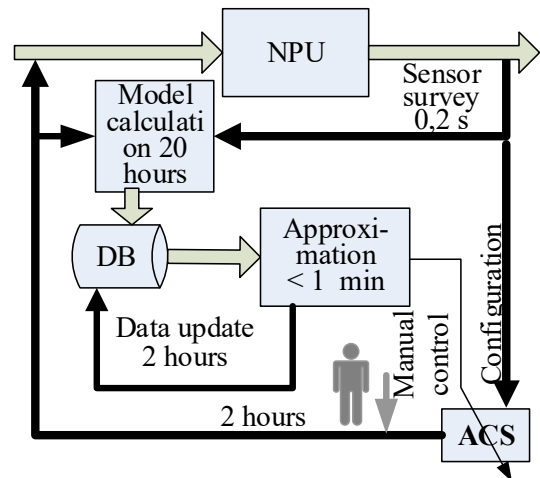 NPU
Sensor
survey
0,2 s
Model
calculati
on 20
hours
DB
Approxi-
mation
< 1 min
Data update
2 hours
Manual
control
Configuration
2 hours
ACS